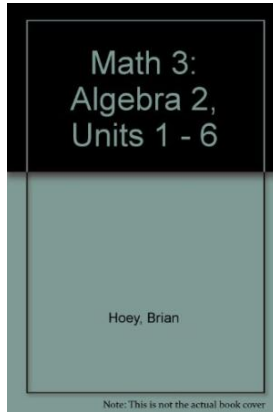 Math 3:
Algebra 2,
Units 1 - 6
Hoey, Brian
Note: This is not the actual book cover